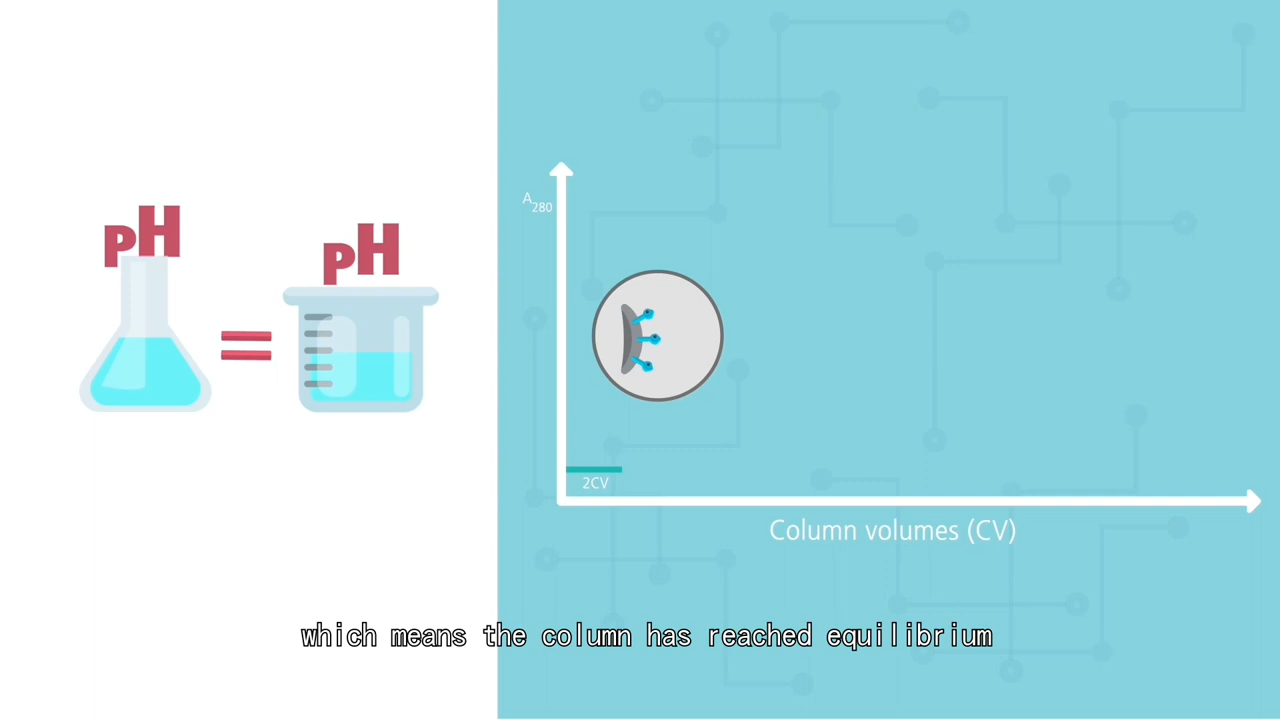 pH
pH
A280
2CV
Column volumes (CV)
which means the column has reached equilibrium